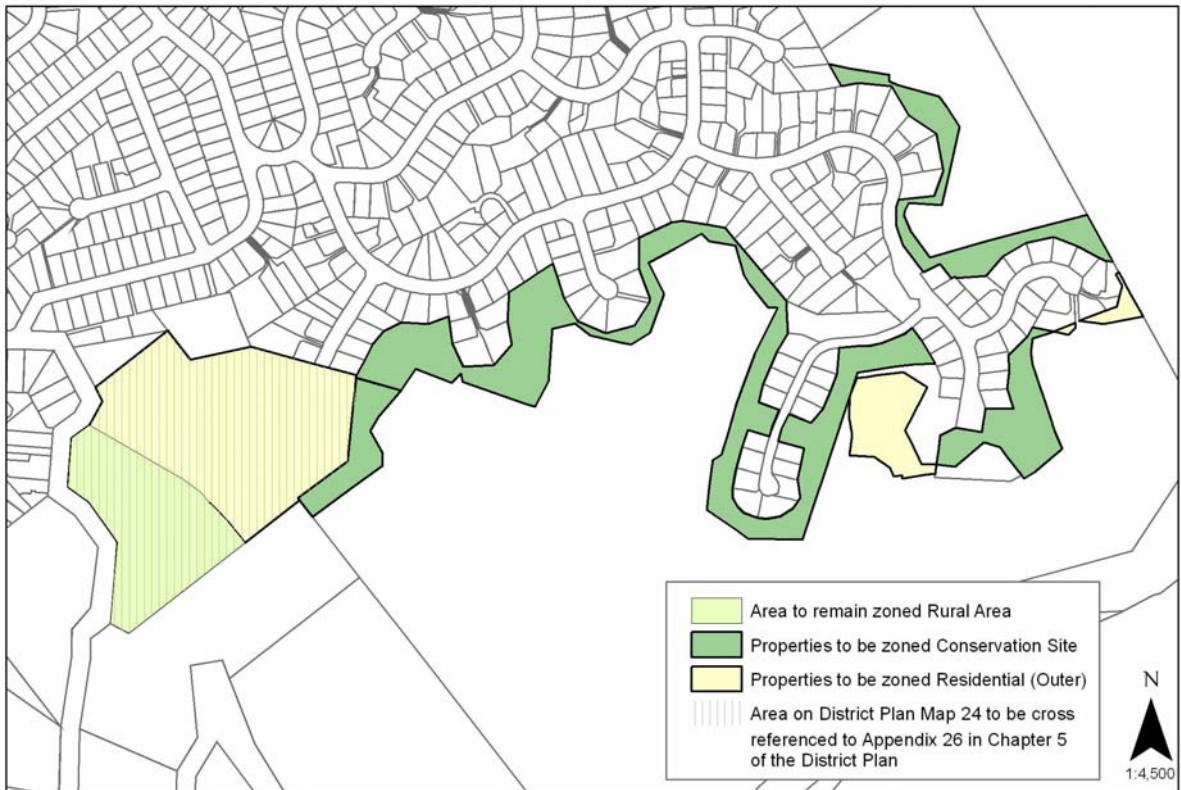 Area to remain zoned Rural Area
Properties to be zoned Conservation Site
Properties to be zoned Residential (Outer)
Area on District Plan Map 24 to be cross
referenced to Appendix 26 in Chapter 5
of the District Plan
N
1:4,500